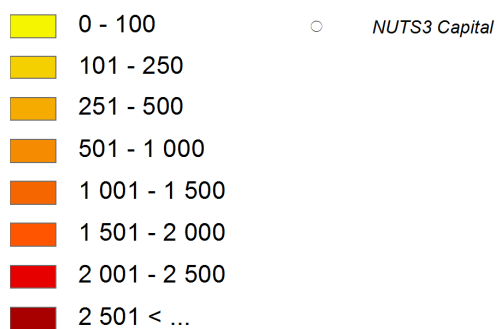 0 - 100
NUTS3 Capital
101 - 250
251 - 500
501 - 1 000
1 001 - 1 500
1 501 - 2 000
2 001 - 2 500
2 501 < ...